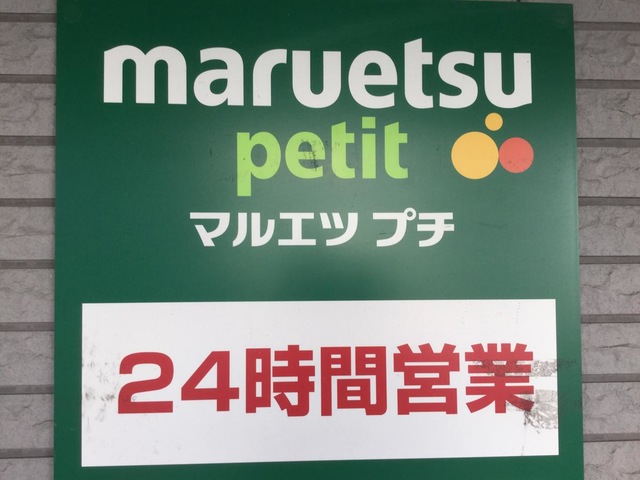 maruetsu
petit
マルエツ プチ
24時間営業